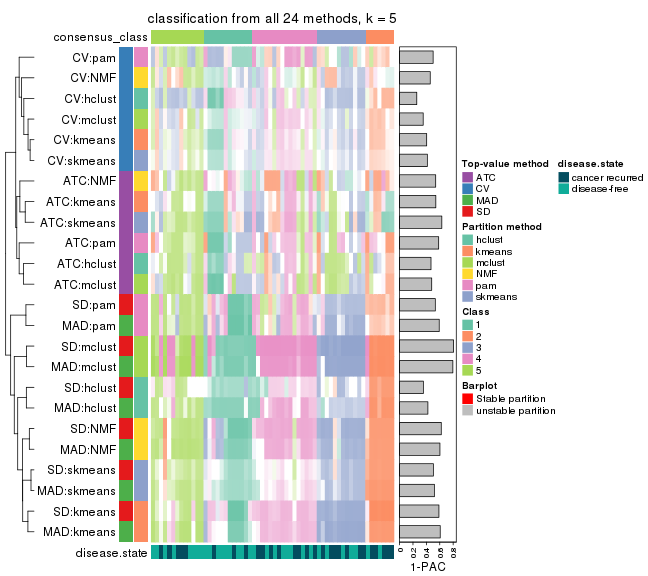 classification from all 24 methods, k = 5
consensus_class
CV:pam
CV:NMF
CV:hclust
CV:mclust
CV:kmeans
CV:skmeans
ATC:NMF
ATC:kmeans
ATC:skmeans
ATC:pam
ATC:hclust
ATC:mclust
SD:pam
MAD:pam
SD:mclust
MAD:mclust
SD:hclust
MAD:hclust
SD:NMF
MAD:NMF
SD:skmeans
MAD:skmeans
SD:kmeans
MAD:kmeans
disease.state
0 0.2 0.4 0.6 0.8
1-PAC
Top-value method
ATC
CV
MAD
SD
Partition method
hclust
kmeans
mclust
NMF
pam
skmeans
Class
1
2
3
4
5
Barplot
Stable partition
unstable partition
disease.state
cancer recurred
disease-free